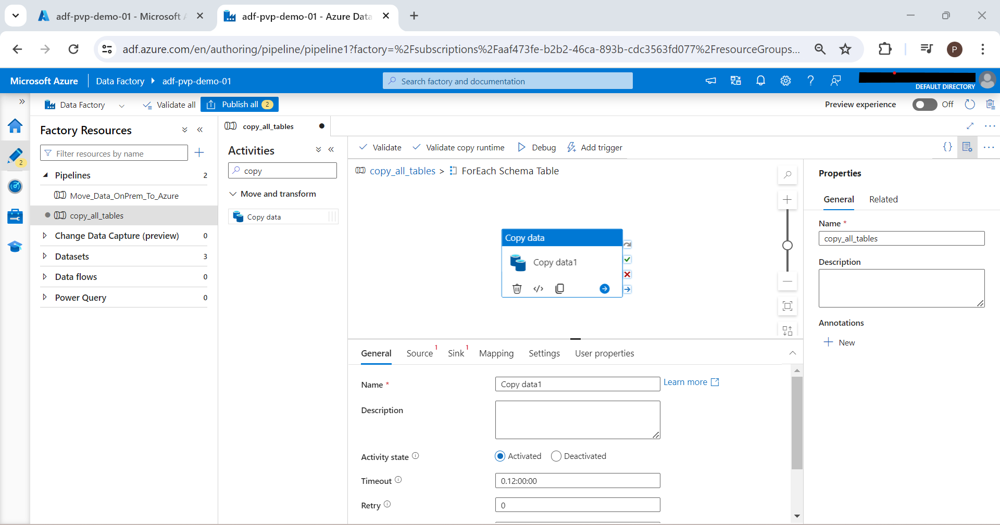 adf-pvp-demo-01 - Microsoft A
adf-pvp-demo-01 - Azure Data
adf.azure.com/en/authoring/pipeline/pipeline1?factory=%2Fsubscriptions%2Faaf473fe-b2b2-46ca-893b-cdc3563fd077%2FresourceGroups...
P
Microsoft Azure
Data Factory
adf-pvp-demo-01
Search factory and documentation
DEFAULT DIRECTORY
Data Factory
Validate all
Publish all 2
Preview experience
Off
2
Factory Resources
Filter resources by name
Pipelines 2
Move_Data_OnPrem_To_Azure
copy_all_tables
Change Data Capture (preview) 0
Datasets 3
Data flows 0
Power Query 0
copy_all_tables
Activities
copy
Move and transform
Copy data
Validate
Validate copy runtime
Debug
Add trigger
copy_all_tables > ForEach Schema Table
Copy data
Copy data1
General
Source 1
Sink 1
Mapping
Settings
User properties
Name *
Copy data1
Learn more
Description
Activity state
Activated
Deactivated
Timeout
0.12:00:00
Retry
0
Properties
General
Related
Name *
copy_all_tables
Description
Annotations
New